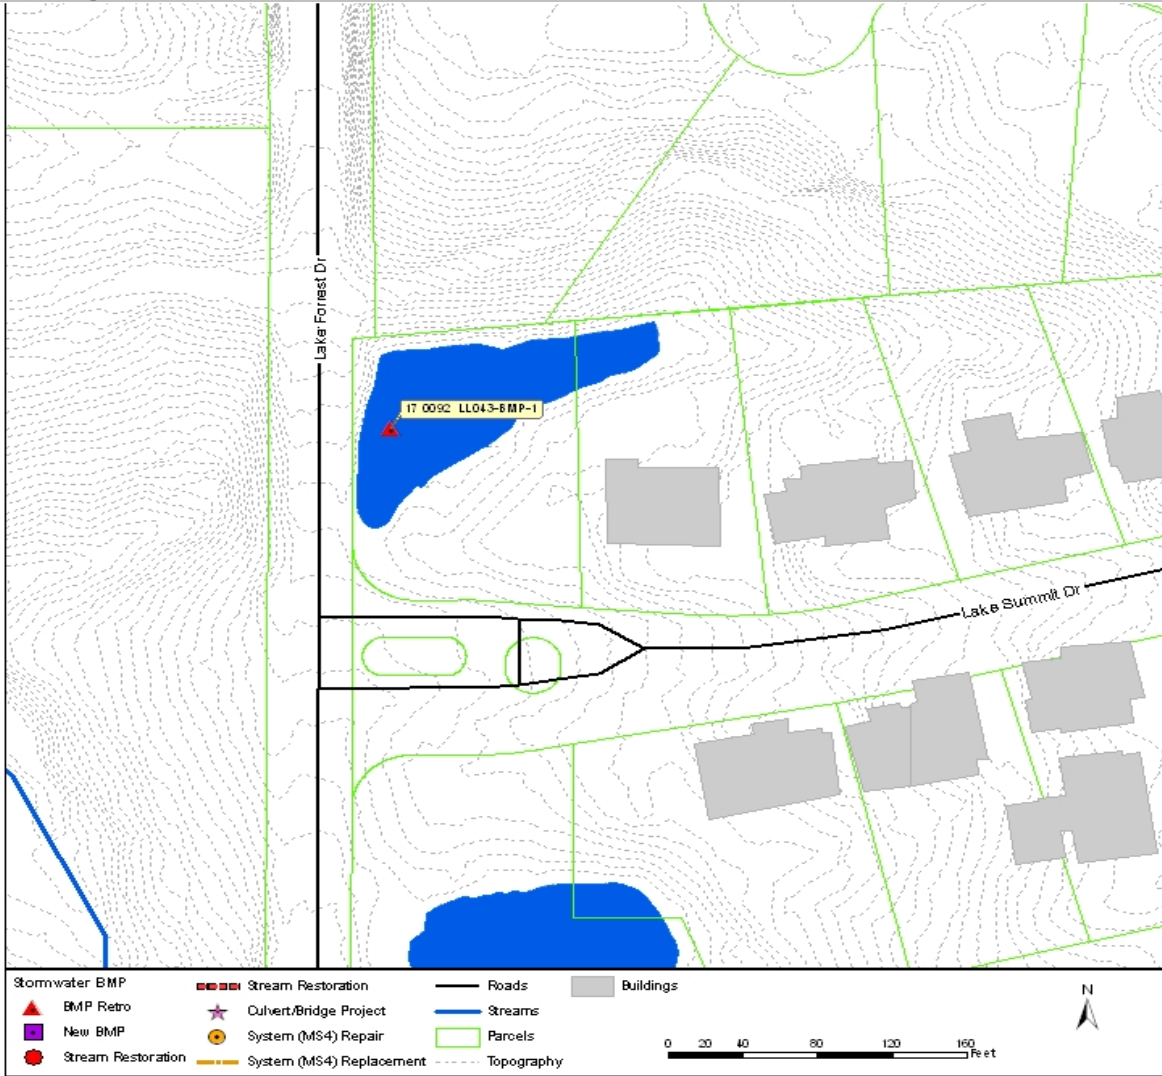 Lake Forrest Dr
17 0092 LL043-BMP-1
Lake Summit Dr
Stormwater BMP
BMP Retro
New BMP
Stream Restoration
Stream Restoration
Culvert/Bridge Project
System (MS4) Repair
System (MS4) Replacement
Roads
Streams
Parcels
Topography
Buildings
N
0 20 40 80 120 160
Feet